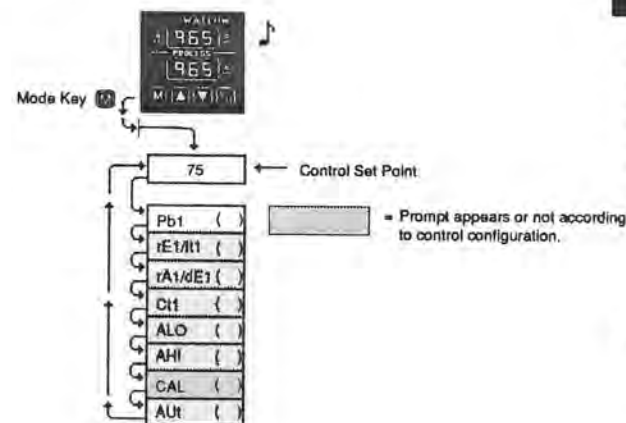 WATLOW
965
PROCESS
965
M
Mode Key M
75
Control Set Point
Pb1 ( )
rE1/It1 ( )
rA1/dE1 ( )
Ct1 ( )
ALO ( )
AHI ( )
CAL ( )
AUt ( )
= Prompt appears or not according
to control configuration.